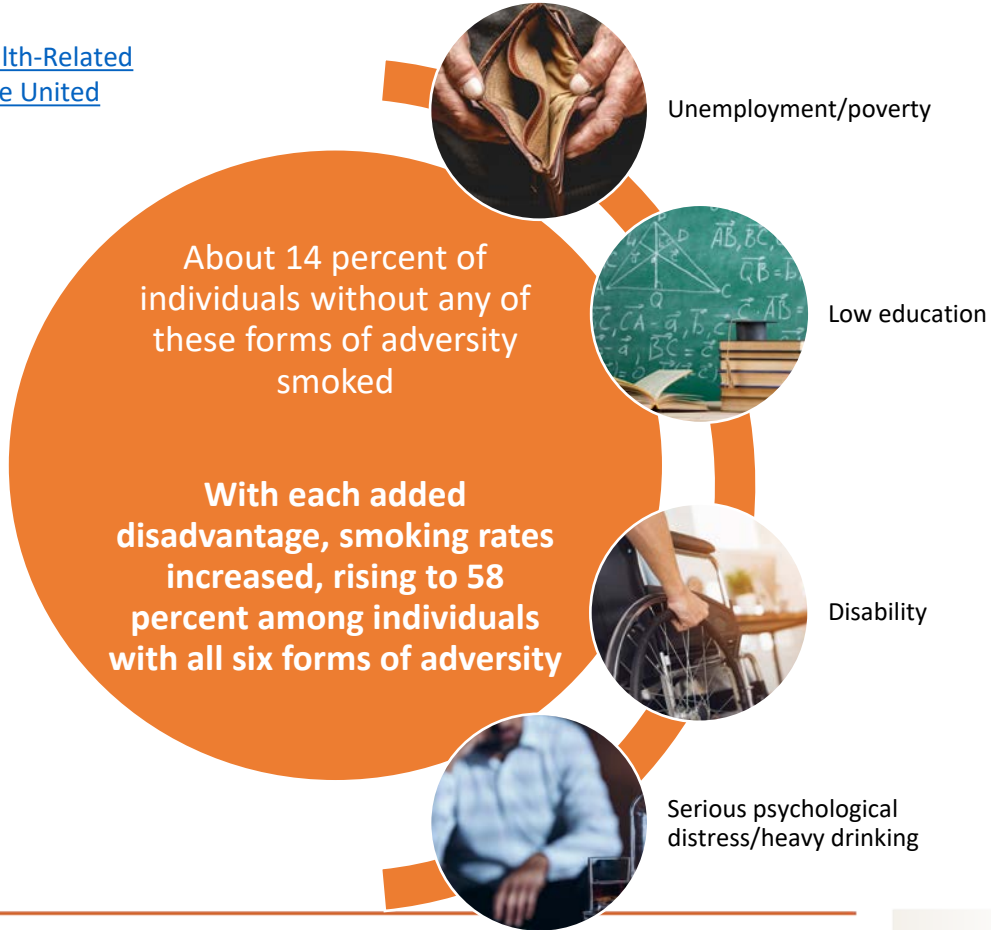 lth-Related
e United
Unemployment/poverty
About 14 percent of
individuals without any of
these forms of adversity
smoked
Low education
With each added
disadvantage, smoking rates
increased, rising to 58
percent among individuals
with all six forms of adversity
Disability
Serious psychological
distress/heavy drinking